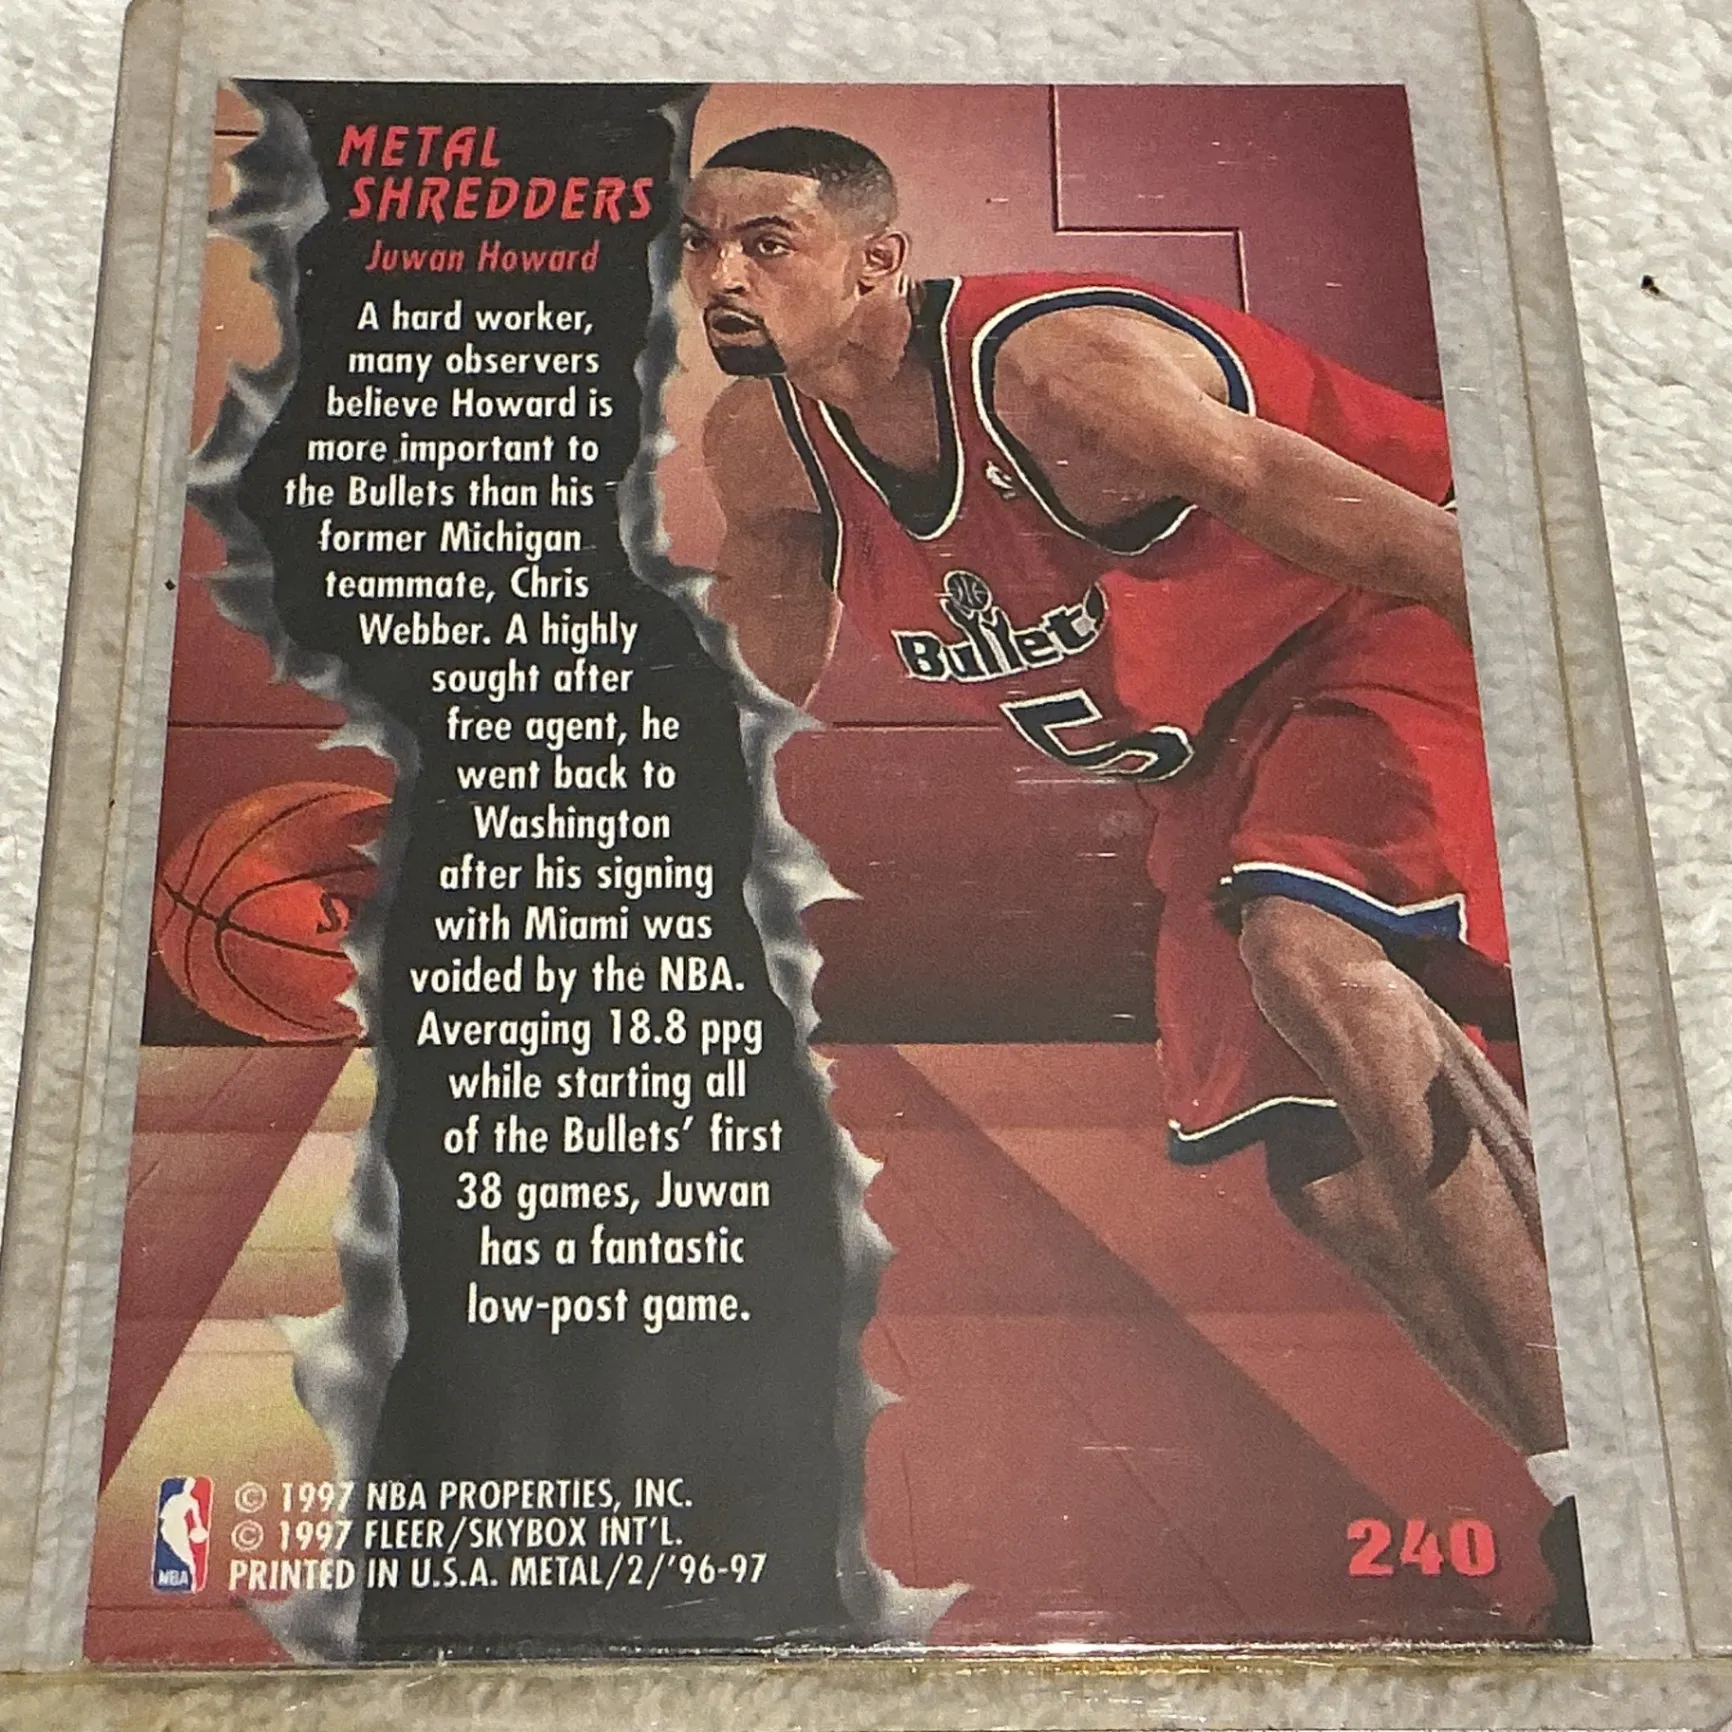 METAL
SHREDDERS
Juwan Howard
A hard worker,
many observers
believe Howard is
more important to
the Bullets than his
former Michigan
teammate, Chris
Webber. A highly
sought after
free agent, he
went back to
Washington
after his signing
with Miami was
voided by the NBA.
Averaging 18.8 ppg
while starting all
of the Bullets' first
38 games, Juwan
has a fantastic
low-post game.
Bullets
5
NBA
© 1997 NBA PROPERTIES, INC.
© 1997 FLEER/SKYBOX INT'L.
PRINTED IN U.S.A. METAL/2/'96-97
240